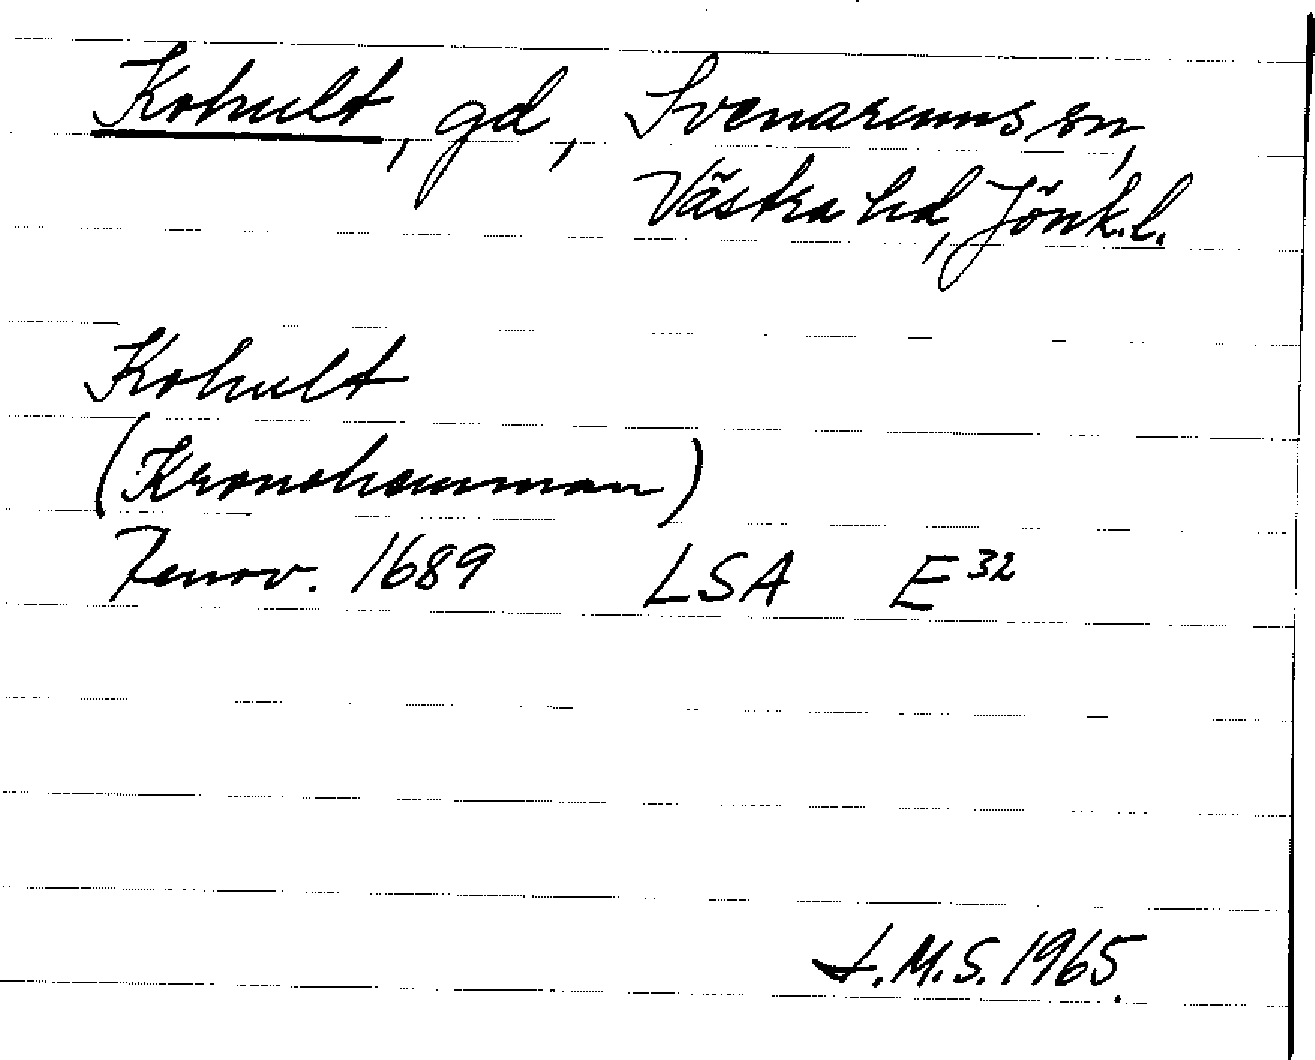 Kohult, gd, Svenarums sn,
Västra hd, Jönk.l.
Kohult
(Kronohemman)
Renov. 1689 LSA E32
I.M.S. 1965.